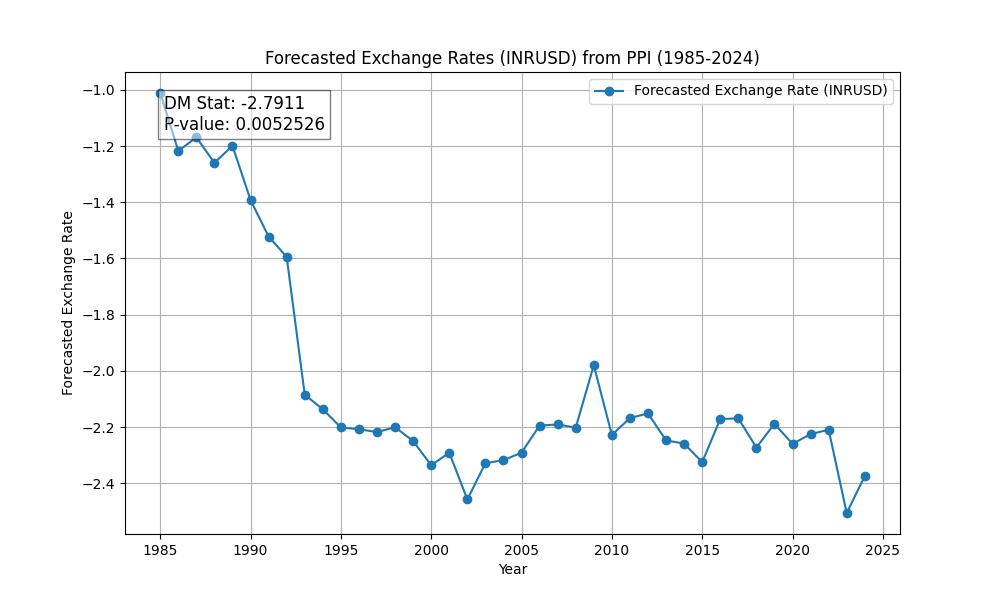 Forecasted Exchange Rates (INRUSD) from PPI (1985-2024)
DM Stat: -2.7911
P-value: 0.0052526
Forecasted Exchange Rate (INRUSD)
Forecasted Exchange Rate
−1.0
−1.2
−1.4
−1.6
−1.8
−2.0
−2.2
−2.4
1985 1990 1995 2000 2005 2010 2015 2020 2025
Year